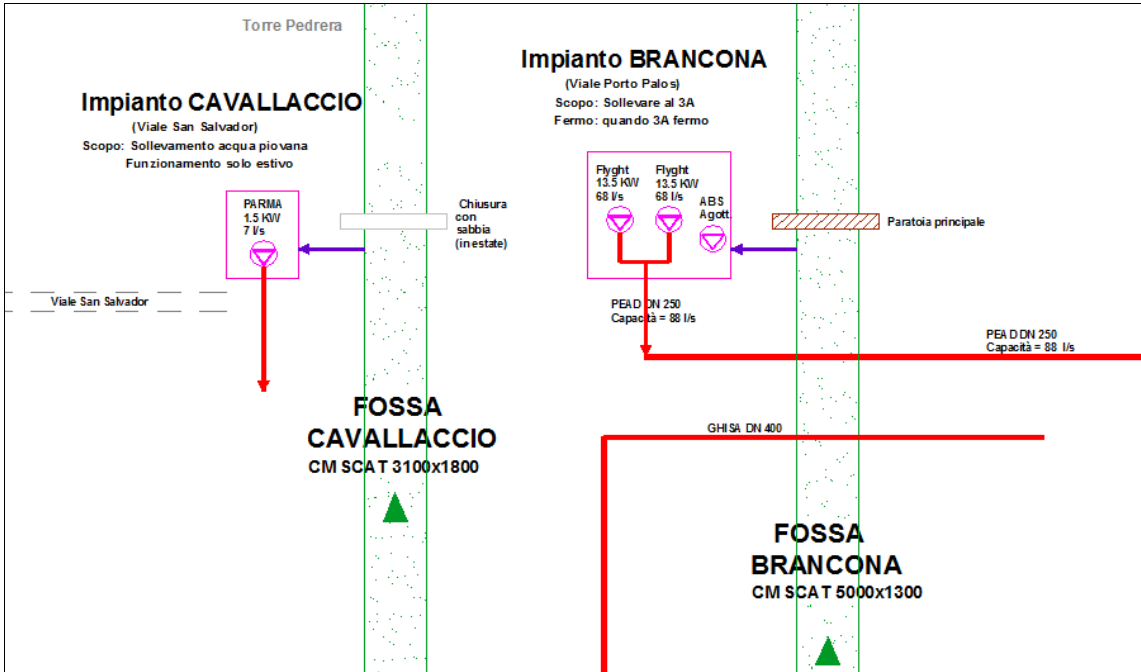 Torre Pedrera
Impianto CAVALLACCIO
(Viale San Salvador)
Scopo: Sollevamento acqua piovana
Funzionamento solo estivo
PARMA
1.5 KW
7 l/s
Chiusura
con
sabbia
(in estate)
Viale San Salvador
FOSSA
CAVALLACCIO
CM SCAT 3100x1800
Impianto BRANCONA
(Viale Porto Palos)
Scopo: Sollevare al 3A
Fermo: quando 3A fermo
Flyght
13.5 KW
68 l/s
Flyght
13.5 KW
68 l/s
ABS
Agott.
Paratoia principale
PEAD DN 250
Capacità = 88 l/s
PEAD DN 250
Capacità = 88 l/s
GHISA DN 400
FOSSA
BRANCONA
CM SCAT 5000x1300